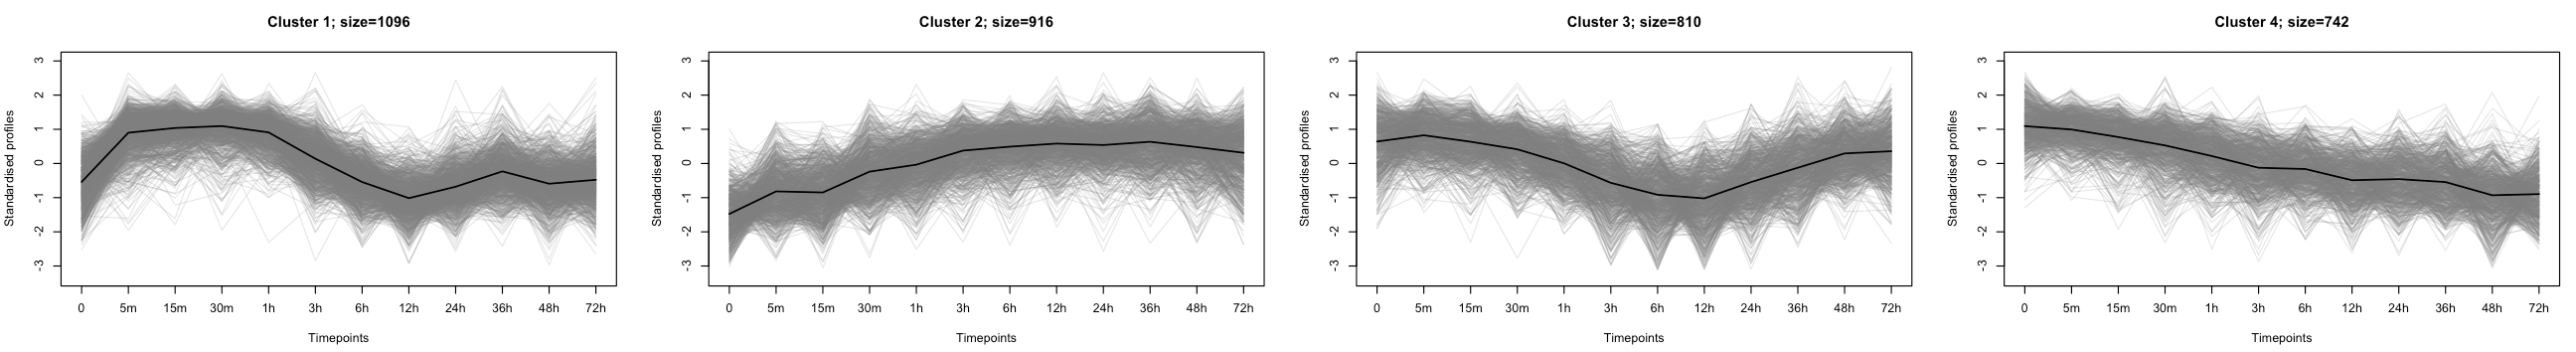 Cluster 1; size=1096
Standardised profiles
3
2
1
0
-1
-2
-3
0 5m 15m 30m 1h 3h 6h 12h 24h 36h 48h 72h
Timepoints
Cluster 2; size=916
Standardised profiles
3
2
1
0
-1
-2
-3
0 5m 15m 30m 1h 3h 6h 12h 24h 36h 48h 72h
Timepoints
Cluster 3; size=810
Standardised profiles
3
2
1
0
-1
-2
-3
0 5m 15m 30m 1h 3h 6h 12h 24h 36h 48h 72h
Timepoints
Cluster 4; size=742
Standardised profiles
3
2
1
0
-1
-2
-3
0 5m 15m 30m 1h 3h 6h 12h 24h 36h 48h 72h
Timepoints